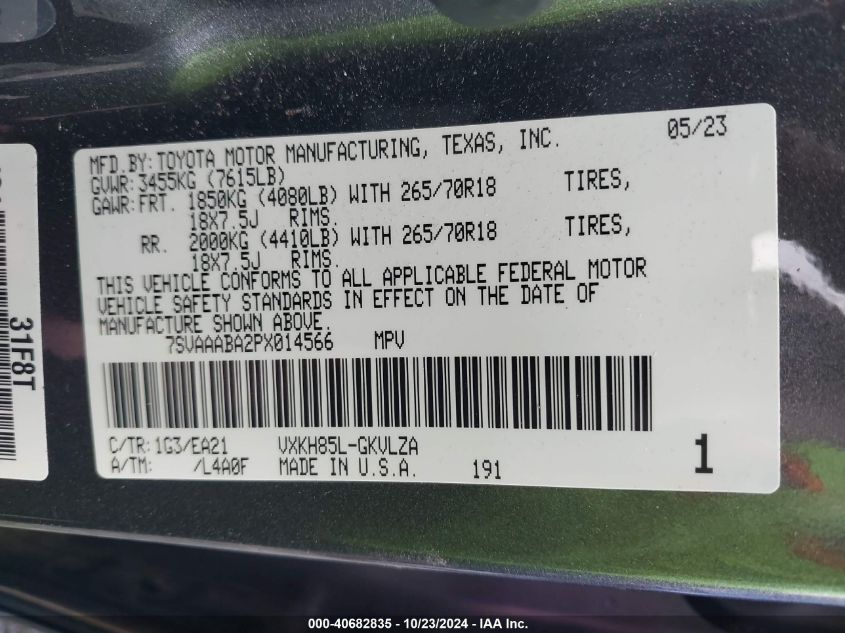 05/23
MFD.BY:TOYOTA MOTOR MANUFACTURING, TEXAS, INC.
GVWR:3455KG (7615LB)
GAWR:FRT. 1850KG (4080LB) WITH 265/70R18 TIRES,
18X7.5J RIMS.
RR. 2000KG (4410LB) WITH 265/70R18 TIRES,
18X7.5J RIMS.
THIS VEHICLE CONFORMS TO ALL APPLICABLE FEDERAL MOTOR
VEHICLE SAFETY STANDARDS IN EFFECT ON THE DATE OF
MANUFACTURE SHOWN ABOVE.
7SVAAABA2PX014566 MPV
C/TR:1G3/EA21 VXKH85L-GKVLZA
A/TM: /L4A0F MADE IN U.S.A. 191
1
31F8T
000-40682835 - 10/23/2024 - IAA Inc.